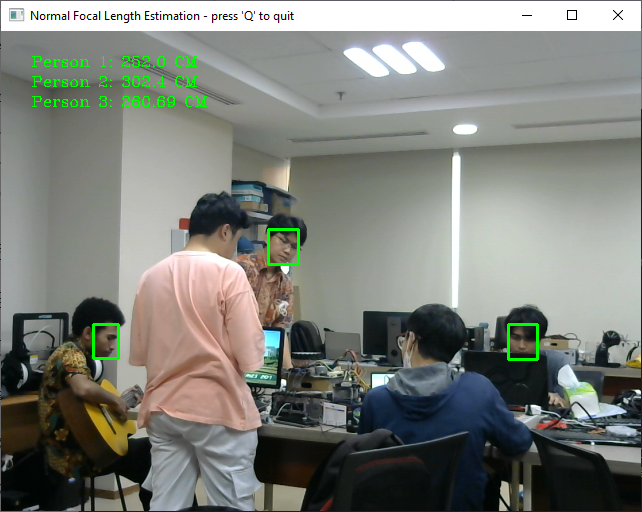 Normal Focal Length Estimation - press 'Q' to quit
Person 1: 252.0 CM
Person 2: 302.4 CM
Person 3: 260.69 CM